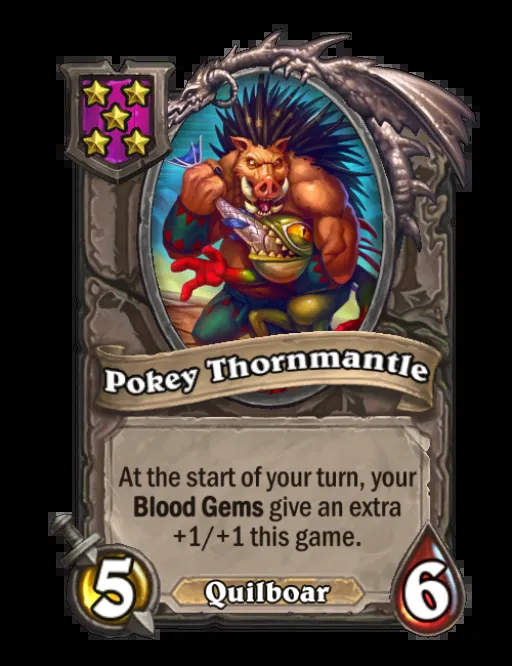 Pokey Thornmantle
At the start of your turn, your
Blood Gems give an extra
+1/+1 this game.
5
Quilboar
6